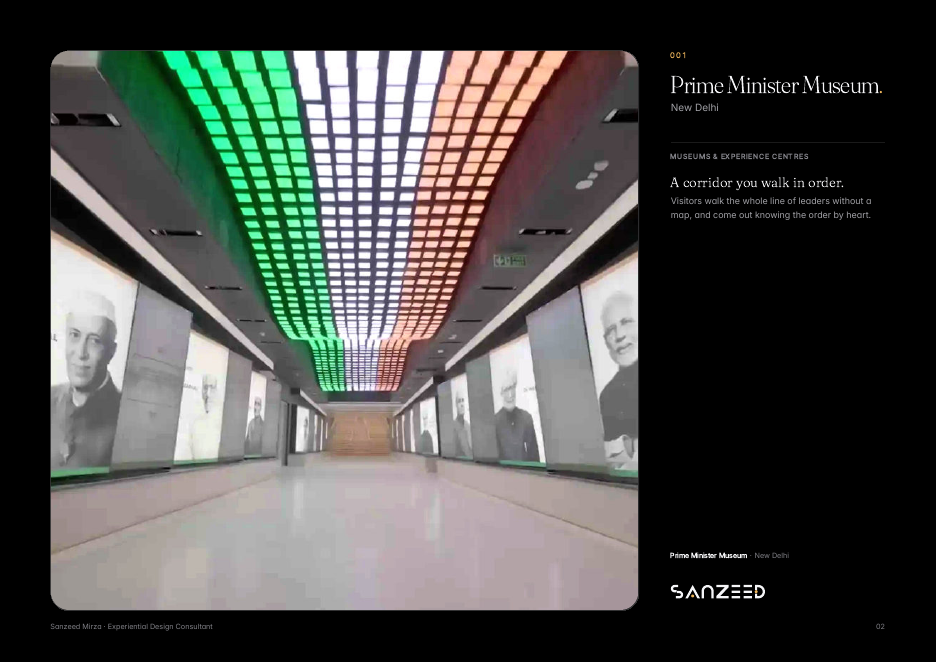 001
Prime Minister Museum.
New Delhi
MUSEUMS & EXPERIENCE CENTRES
A corridor you walk in order.
Visitors walk the whole line of leaders without a
map, and come out knowing the order by heart.
Prime Minister Museum · New Delhi
SANZEED
Sanzeed Mirza · Experiential Design Consultant
02